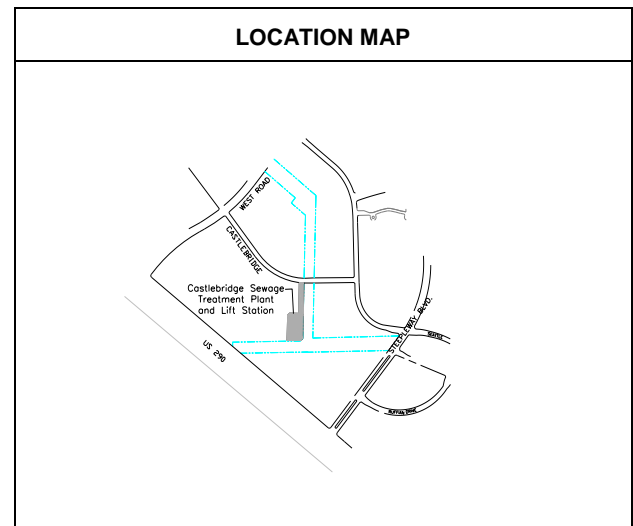 LOCATION MAP
WEST ROAD
CASTLEBRIDGE
Castlebridge Sewage
Treatment Plant
and Lift Station
US 290
STEEPLEWAY BLVD.